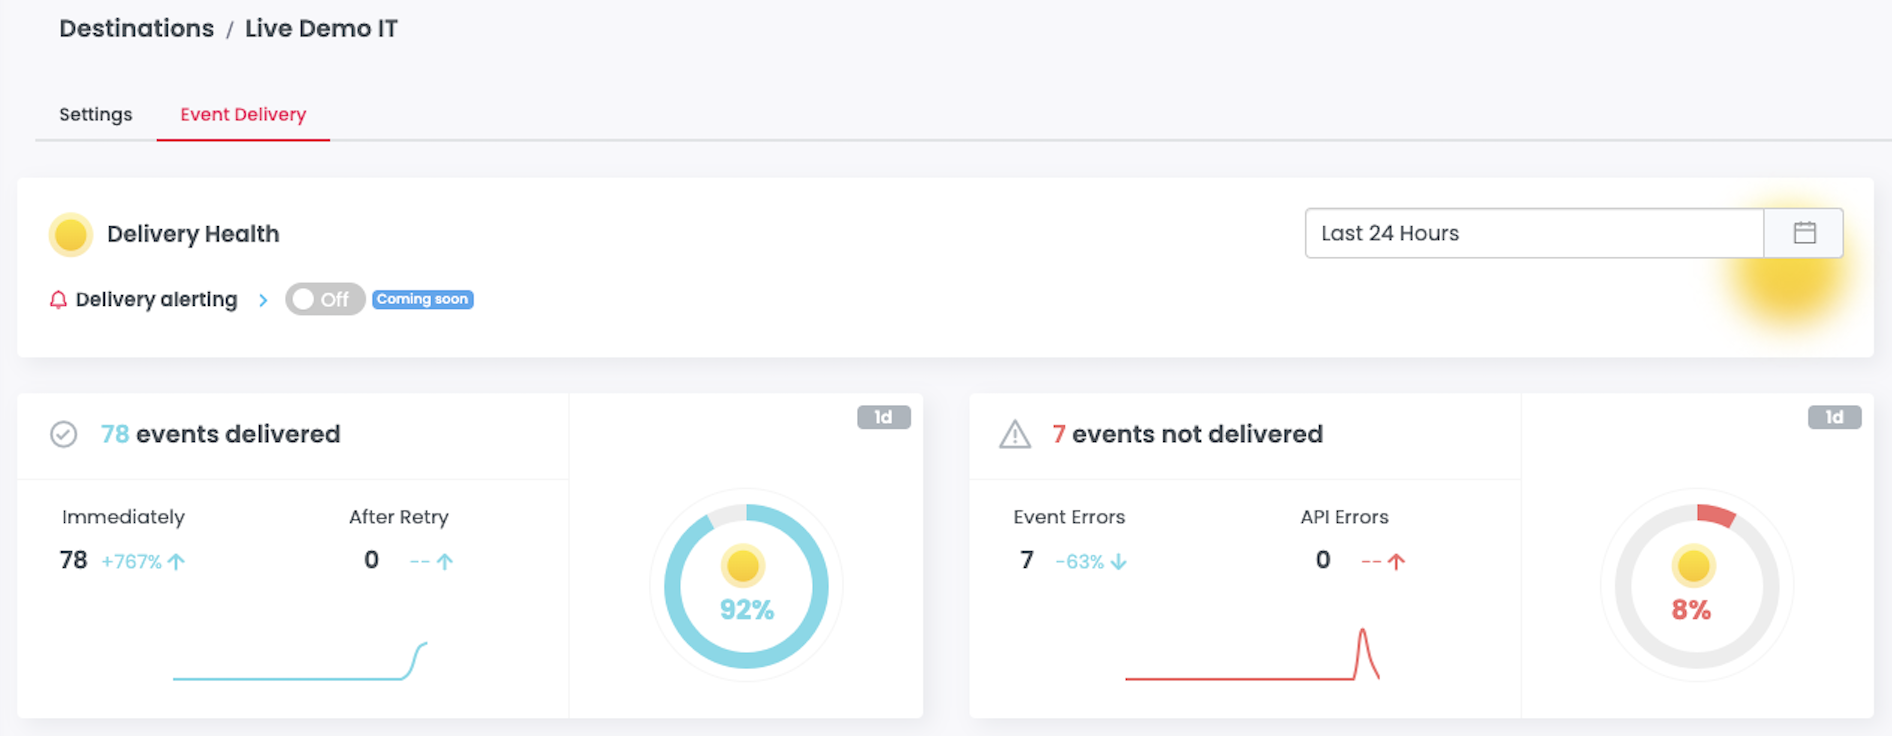 Destinations / Live Demo IT
Settings Event Delivery
Delivery Health
Last 24 Hours
Delivery alerting > Off Coming soon
78 events delivered
1d
Immediately After Retry
78 +767% ↑ 0 -- ↑
92%
7 events not delivered
1d
Event Errors API Errors
7 -63% ↓ 0 -- ↑
8%